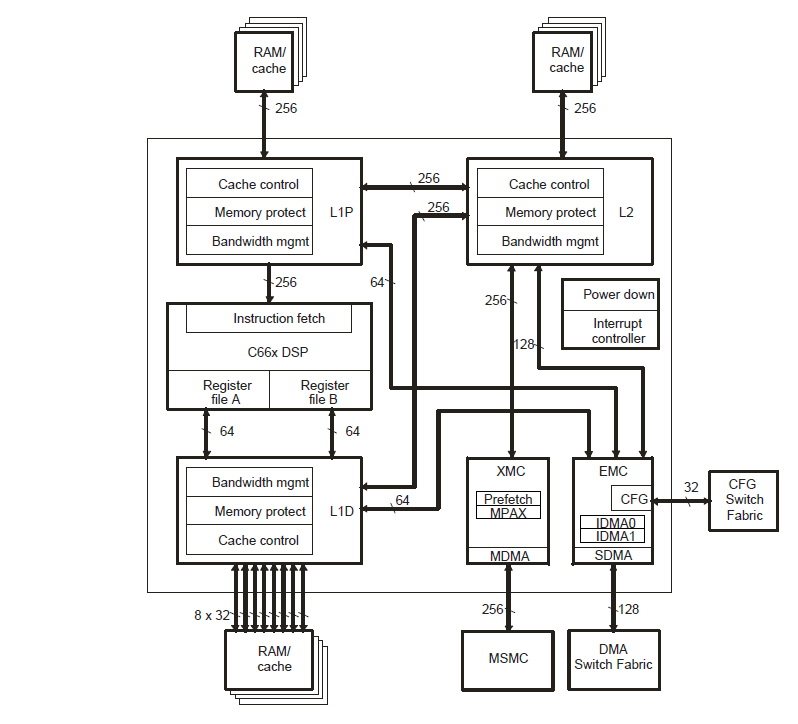 RAM/
cache
RAM/
cache
256
256
Cache control
Memory protect
Bandwidth mgmt
L1P
256
256
Cache control
Memory protect
Bandwidth mgmt
L2
256
64
256
128
Power down
Interrupt
controller
Instruction fetch
C66x DSP
Register
file A
Register
file B
64
64
Bandwidth mgmt
Memory protect
Cache control
L1D
64
XMC
Prefetch
MPAX
MDMA
EMC
CFG
IDMA0
IDMA1
SDMA
32
CFG
Switch
Fabric
8 x 32
256
128
RAM/
cache
MSMC
DMA
Switch Fabric